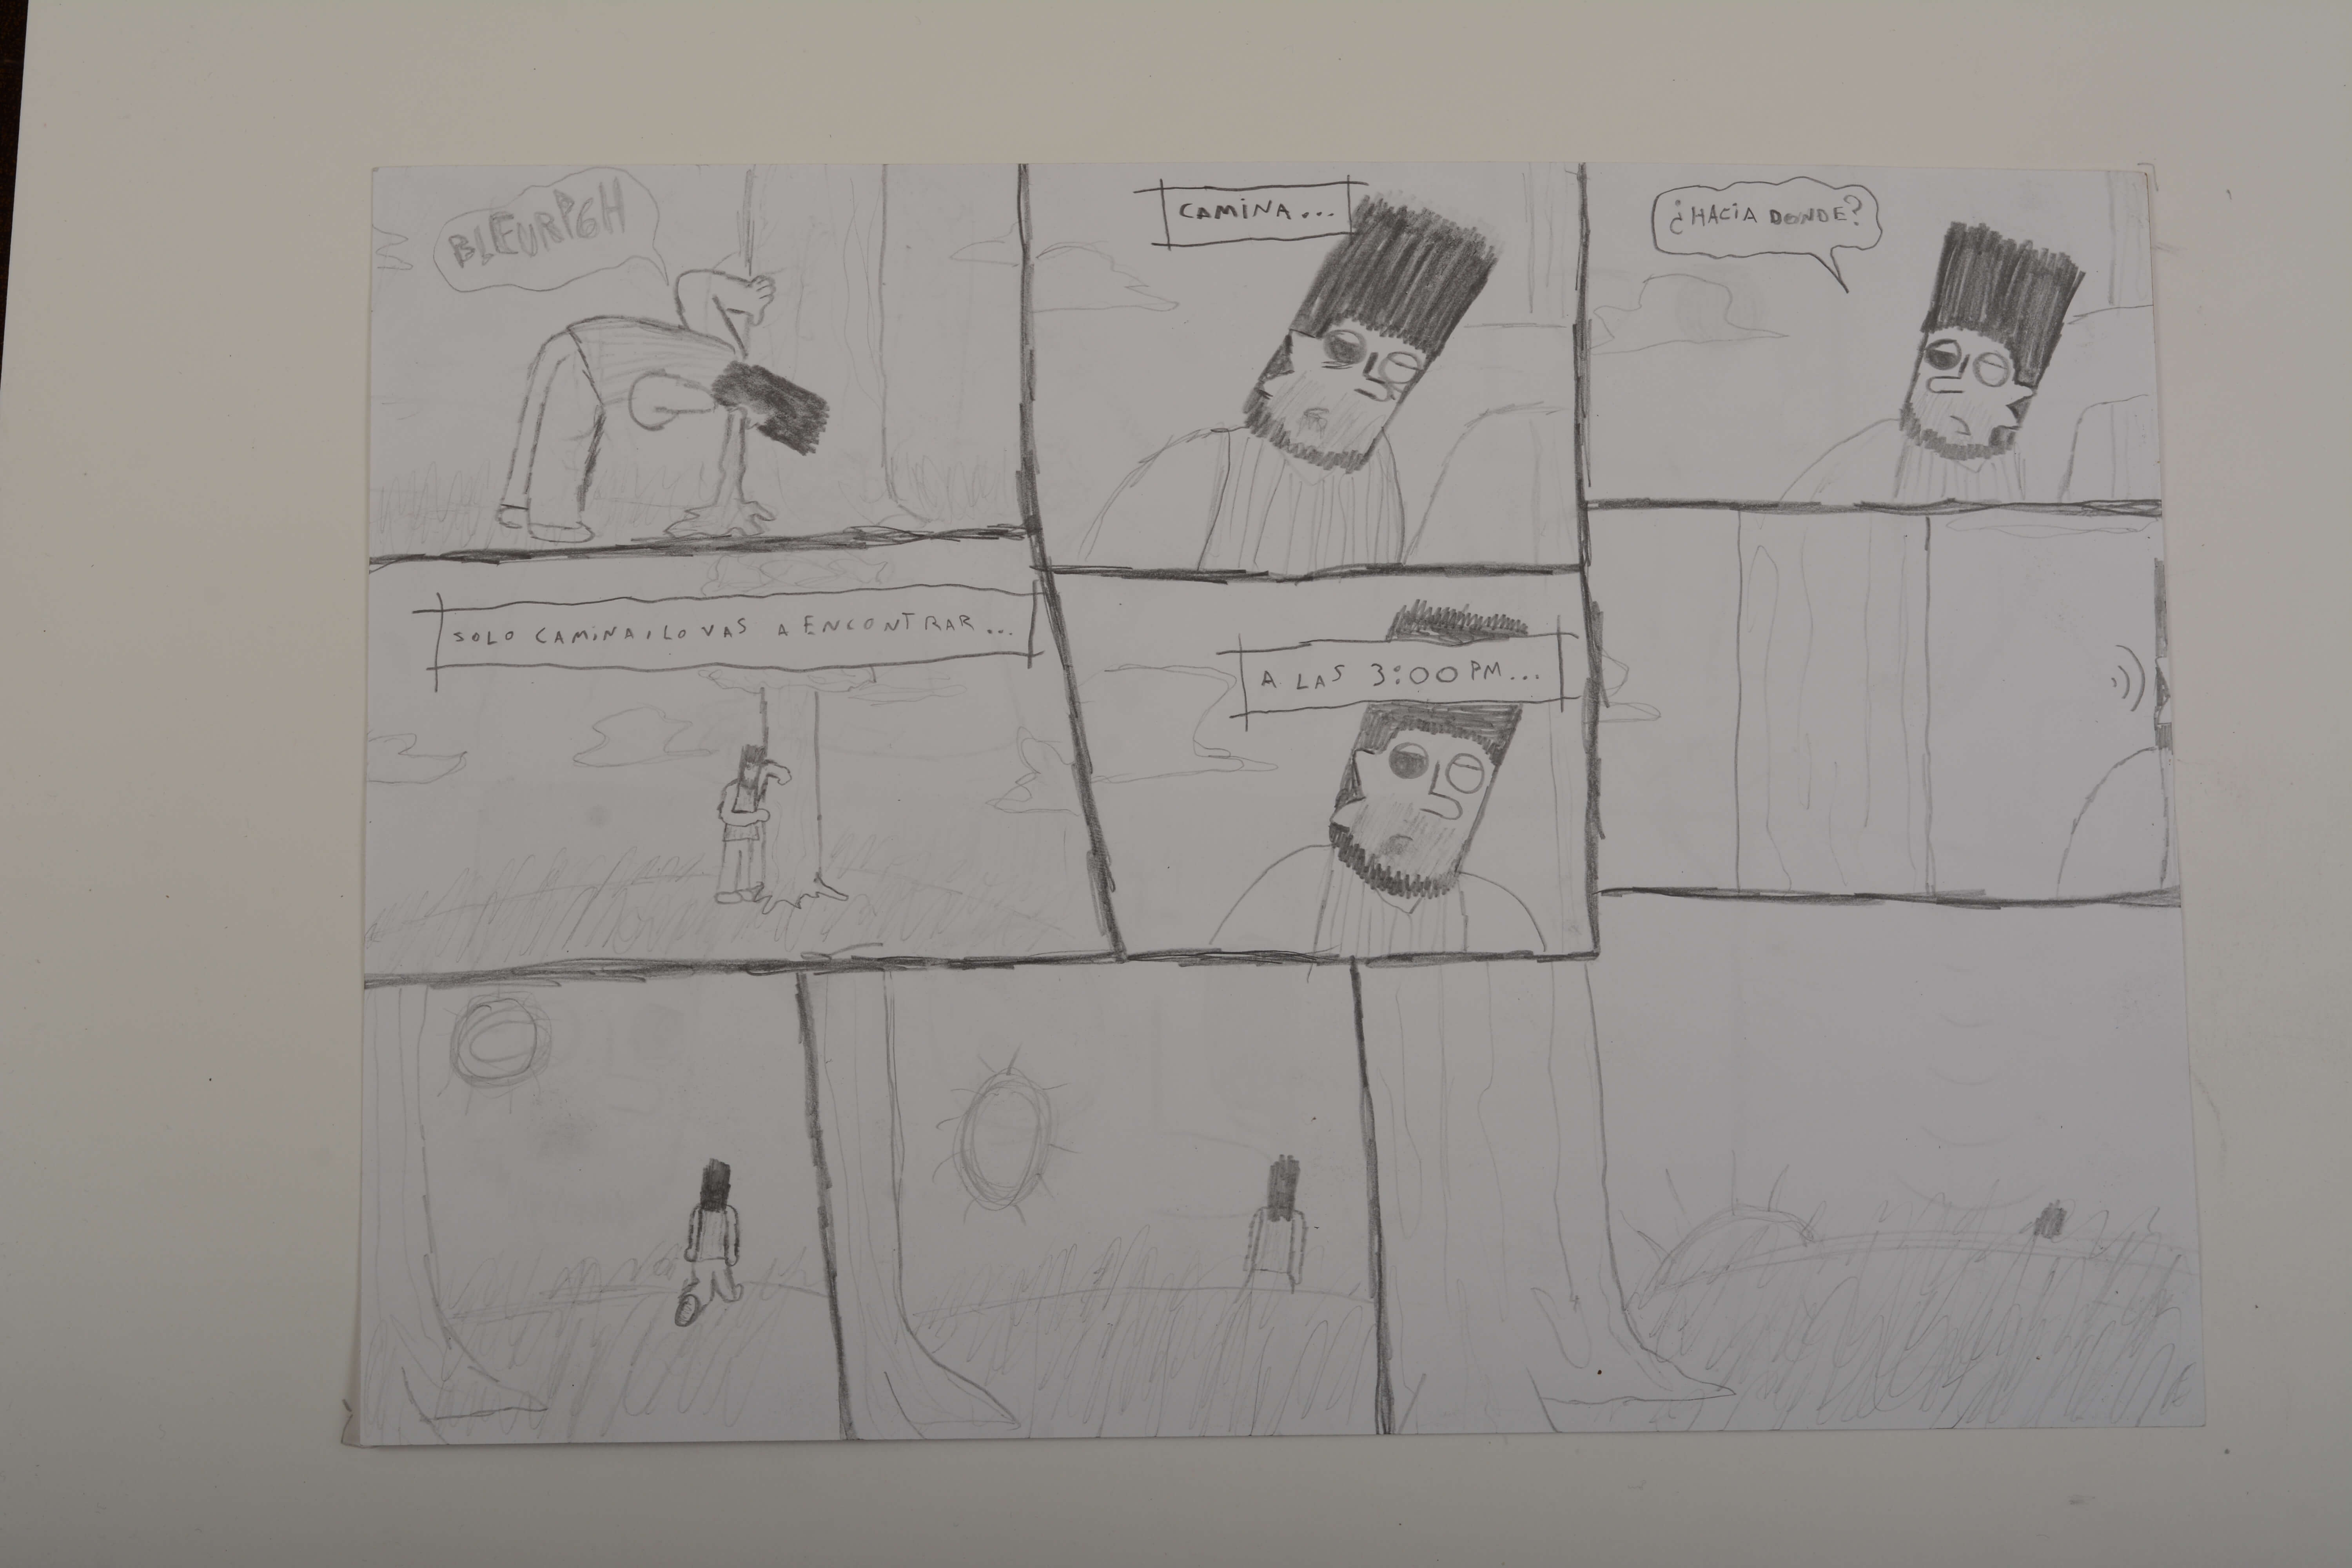 BLEURPGH
CAMINA...
¿HACIA DONDE?
SOLO CAMINA, LO VAS A ENCONTRAR...
A LAS 3:00 PM...